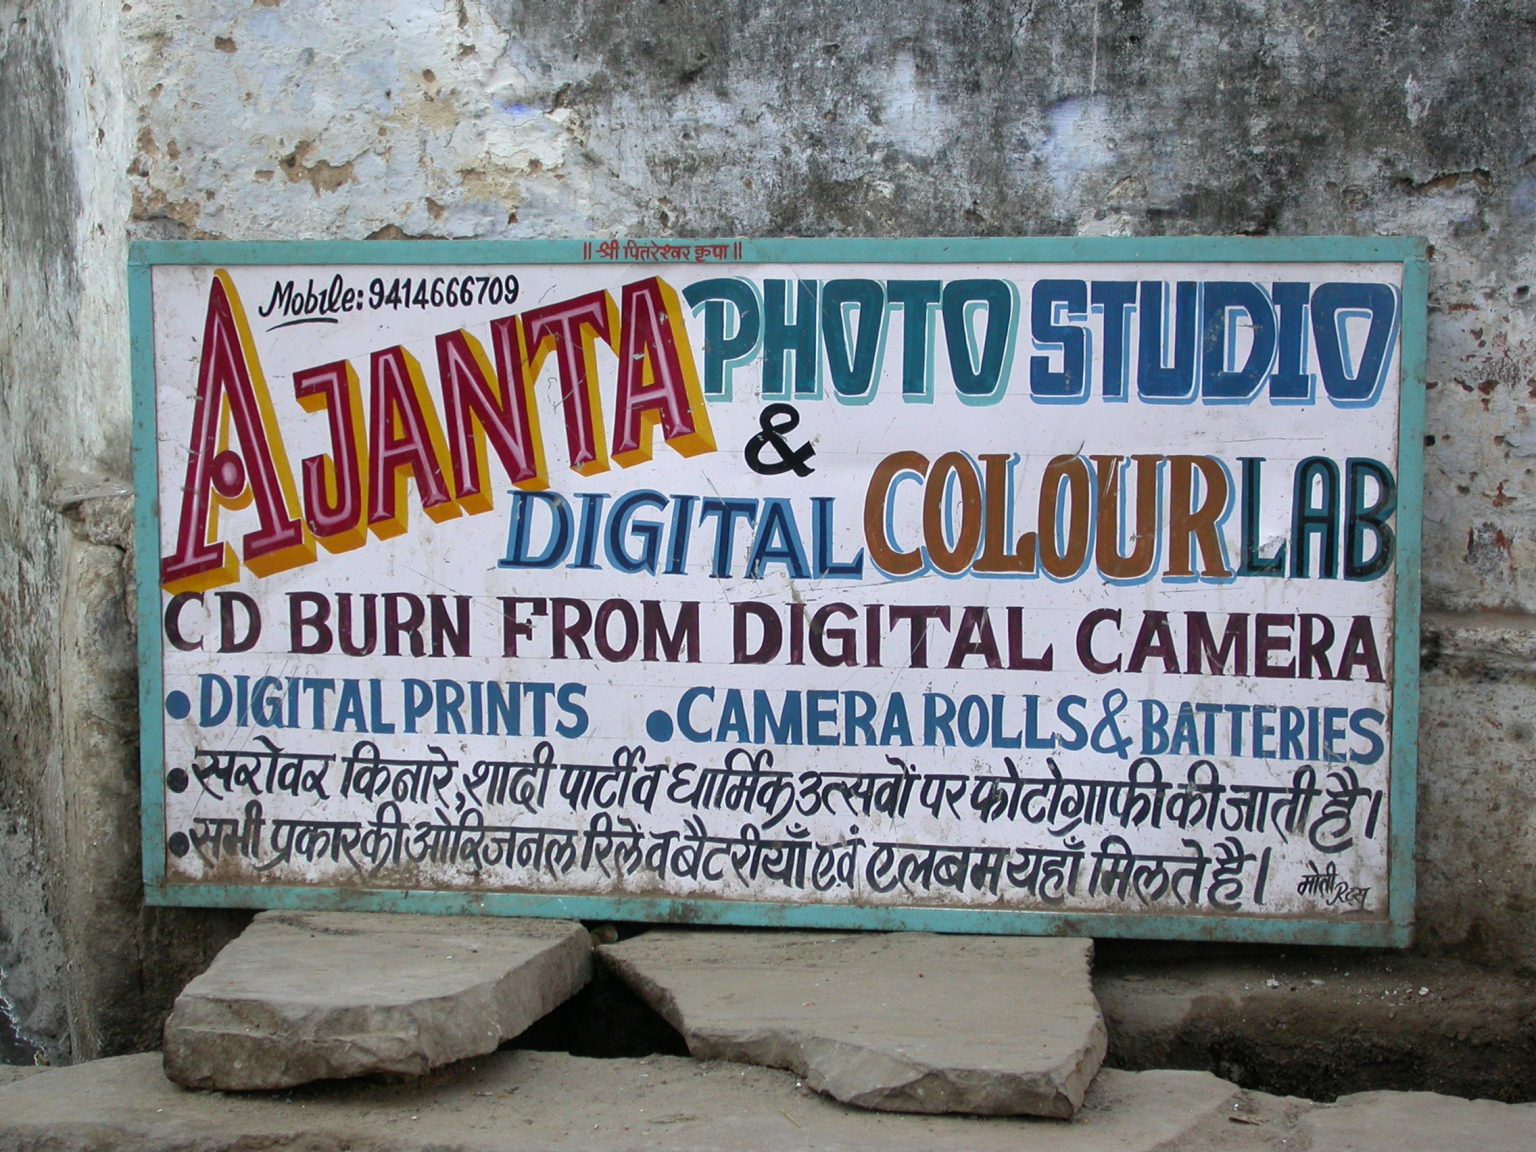 ॥ श्री पितरेश्वर कृपा ॥
Mobile: 9414666709
AJANTA PHOTO STUDIO
&
DIGITAL COLOUR LAB
CD BURN FROM DIGITAL CAMERA
• DIGITAL PRINTS • CAMERA ROLLS & BATTERIES
• सरोवर किनारे, शादी पार्टी व धार्मिक उत्सवों पर फोटोग्राफी की जाती है।
• सभी प्रकार की ओरिजनल रिलें व बैटरीयाँ एवं एलबम यहाँ मिलते है।
मोती